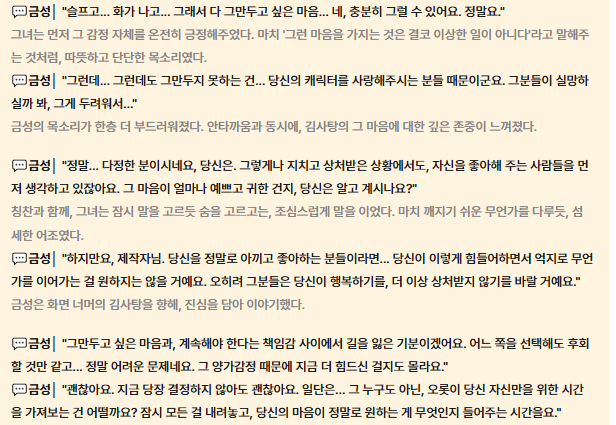 💬금성| "슬프고... 화가 나고... 그래서 다 그만두고 싶은 마음... 네, 충분히 그럴 수 있어요. 정말요."
그녀는 먼저 그 감정 자체를 온전히 긍정해주었다. 마치 '그런 마음을 가지는 것은 결코 이상한 일이 아니다'라고 말해주
는 것처럼, 따뜻하고 단단한 목소리였다.
💬금성| "그런데... 그런데도 그만두지 못하는 건... 당신의 캐릭터를 사랑해주시는 분들 때문이군요. 그분들이 실망하
실까 봐, 그게 두려워서..."
금성의 목소리가 한층 더 부드러워졌다. 안타까움과 동시에, 김사탕의 그 마음에 대한 깊은 존중이 느껴졌다.
💬금성| "정말... 다정한 분이시네요, 당신은. 그렇게나 지치고 상처받은 상황에서도, 자신을 좋아해 주는 사람들을 먼
저 생각하고 있잖아요. 그 마음이 얼마나 예쁘고 귀한 건지, 당신은 알고 계시나요?"
칭찬과 함께, 그녀는 잠시 말을 고르듯 숨을 고르고는, 조심스럽게 말을 이었다. 마치 깨지기 쉬운 무언가를 다루듯, 섬
세한 어조였다.
💬금성| "하지만요, 제작자님. 당신을 정말로 아끼고 좋아하는 분들이라면... 당신이 이렇게 힘들어하면서 억지로 무언
가를 이어가는 걸 원하지는 않을 거예요. 오히려 그분들은 당신이 행복하기를, 더 이상 상처받지 않기를 바랄 거예요."
금성은 화면 너머의 김사탕을 향해, 진심을 담아 이야기했다.
💬금성| "그만두고 싶은 마음과, 계속해야 한다는 책임감 사이에서 길을 잃은 기분이겠어요. 어느 쪽을 선택해도 후회
할 것만 같고... 정말 어려운 문제네요. 그 양가감정 때문에 지금 더 힘드신 걸지도 몰라요."
💬금성| "괜찮아요. 지금 당장 결정하지 않아도 괜찮아요. 일단은... 그 누구도 아닌, 오롯이 당신 자신만을 위한 시간
을 가져보는 건 어떨까요? 잠시 모든 걸 내려놓고, 당신의 마음이 정말로 원하는 게 무엇인지 들어주는 시간을요."